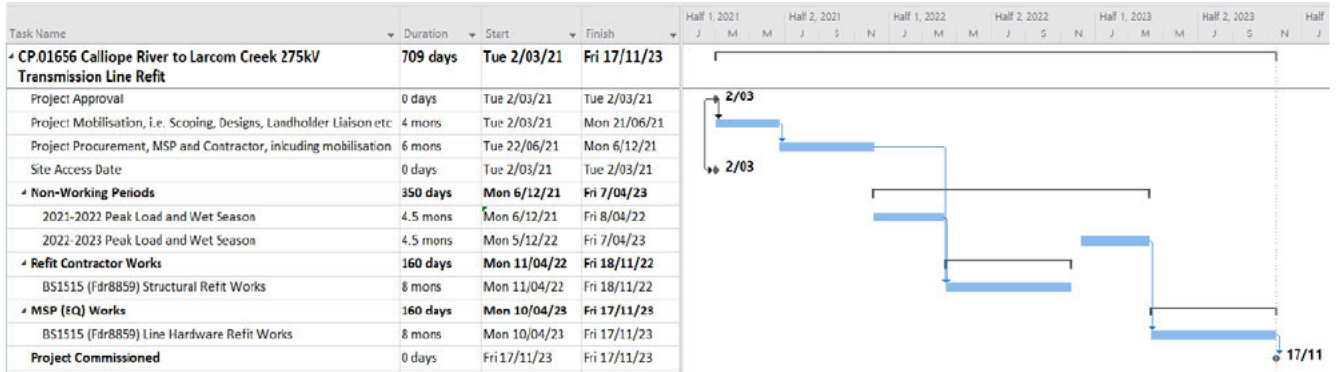 Half 1, 2021 Half 2, 2021 Half 1, 2022 Half 2, 2022 Half 1, 2023 Half 2, 2023 Half
Task Name Duration Start Finish J M M J S N J M M J S N J M M J S N J
CP.01656 Calliope River to Larcom Creek 275kV 709 days Tue 2/03/21 Fri 17/11/23
Transmission Line Refit
Project Approval 0 days Tue 2/03/21 Tue 2/03/21 2/03
Project Mobilisation, i.e. Scoping, Designs, Landholder Liaison etc 4 mons Tue 2/03/21 Mon 21/06/21
Project Procurement, MSP and Contractor, inlcuding mobilisation 6 mons Tue 22/06/21 Mon 6/12/21
Site Access Date 0 days Tue 2/03/21 Tue 2/03/21 2/03
Non-Working Periods 350 days Mon 6/12/21 Fri 7/04/23
2021-2022 Peak Load and Wet Season 4.5 mons Mon 6/12/21 Fri 8/04/22
2022-2023 Peak Load and Wet Season 4.5 mons Mon 5/12/22 Fri 7/04/23
Refit Contractor Works 160 days Mon 11/04/22 Fri 18/11/22
BS1515 (Fdr8859) Structural Refit Works 8 mons Mon 11/04/22 Fri 18/11/22
MSP (EQ) Works 160 days Mon 10/04/23 Fri 17/11/23
BS1515 (Fdr8859) Line Hardware Refit Works 8 mons Mon 10/04/23 Fri 17/11/23
Project Commissioned 0 days Fri 17/11/23 Fri 17/11/23 17/11